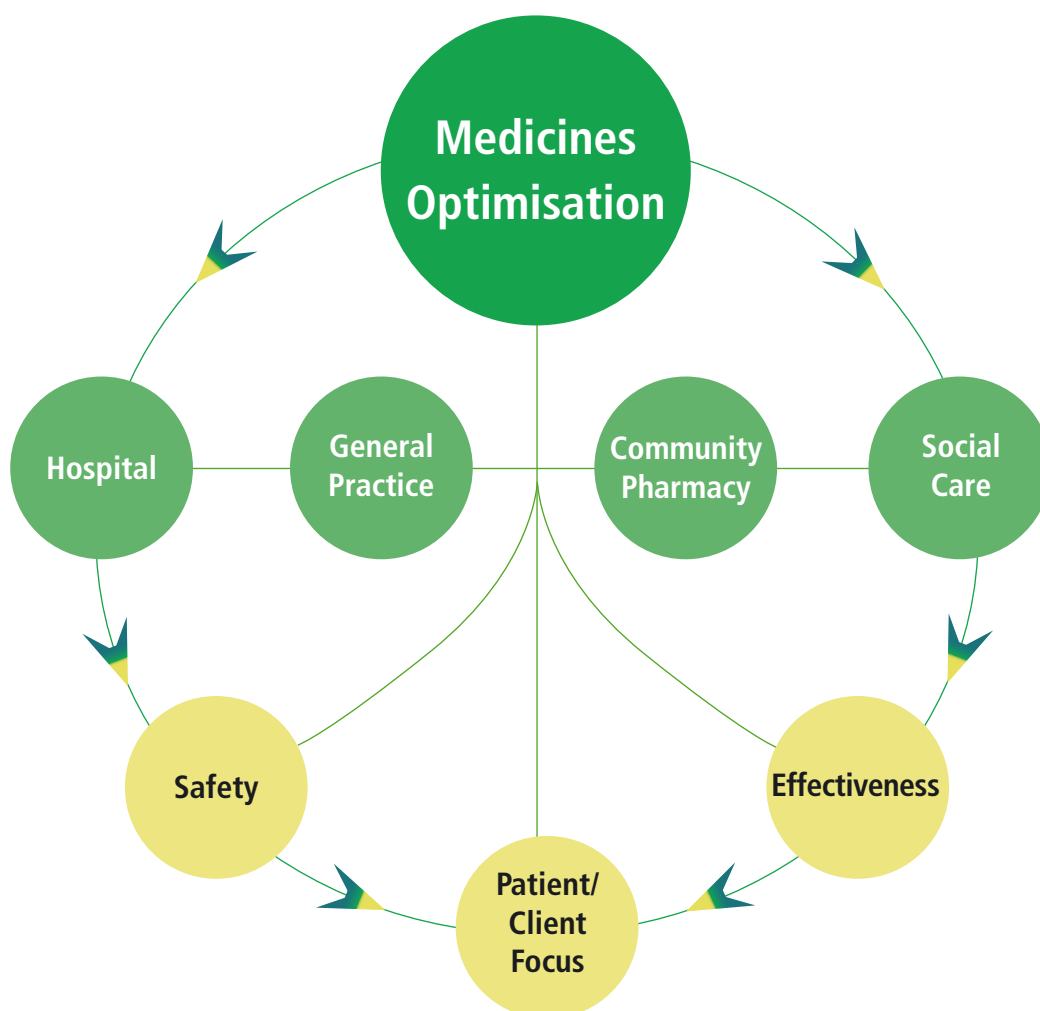 Medicines
Optimisation
Hospital
General
Practice
Community
Pharmacy
Social
Care
Safety
Effectiveness
Patient/
Client
Focus